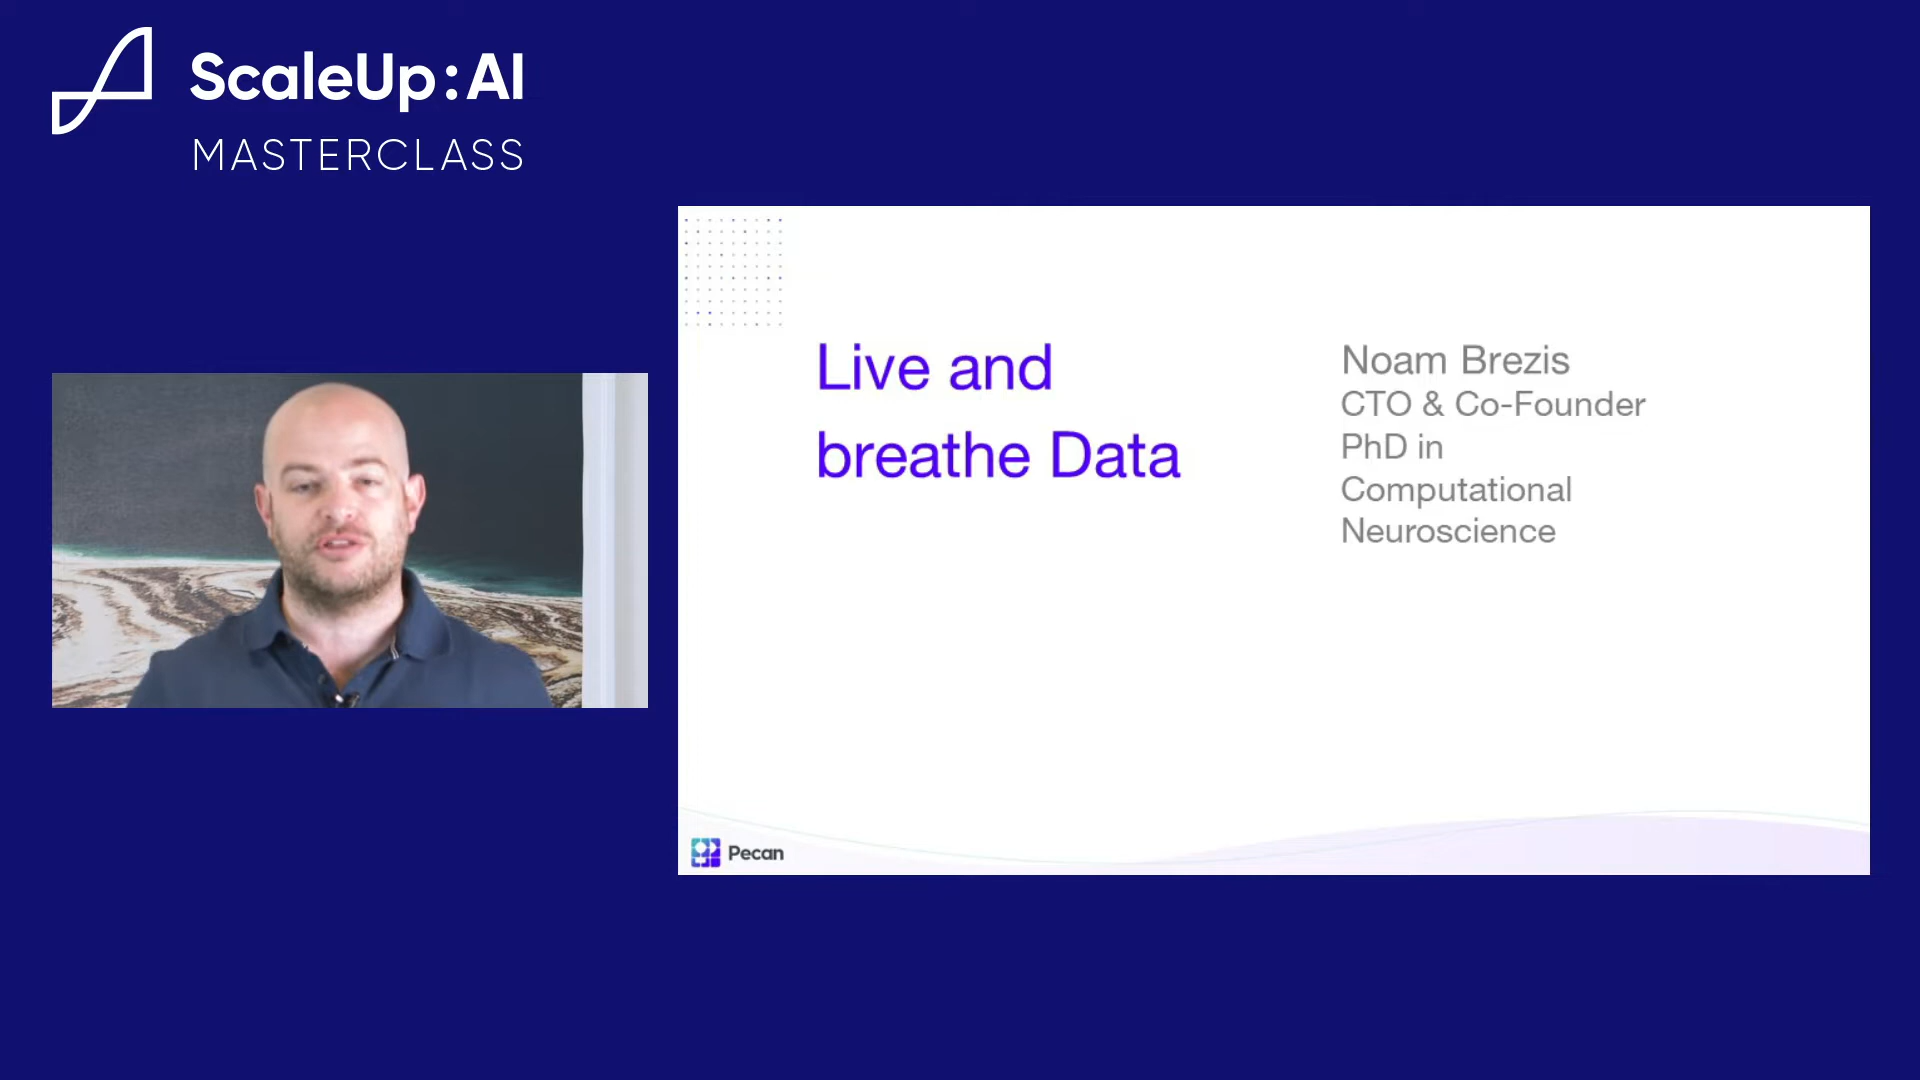 ScaleUp:AI
MASTERCLASS
Live and
breathe Data
Noam Brezis
CTO & Co-Founder
PhD in
Computational
Neuroscience
Pecan